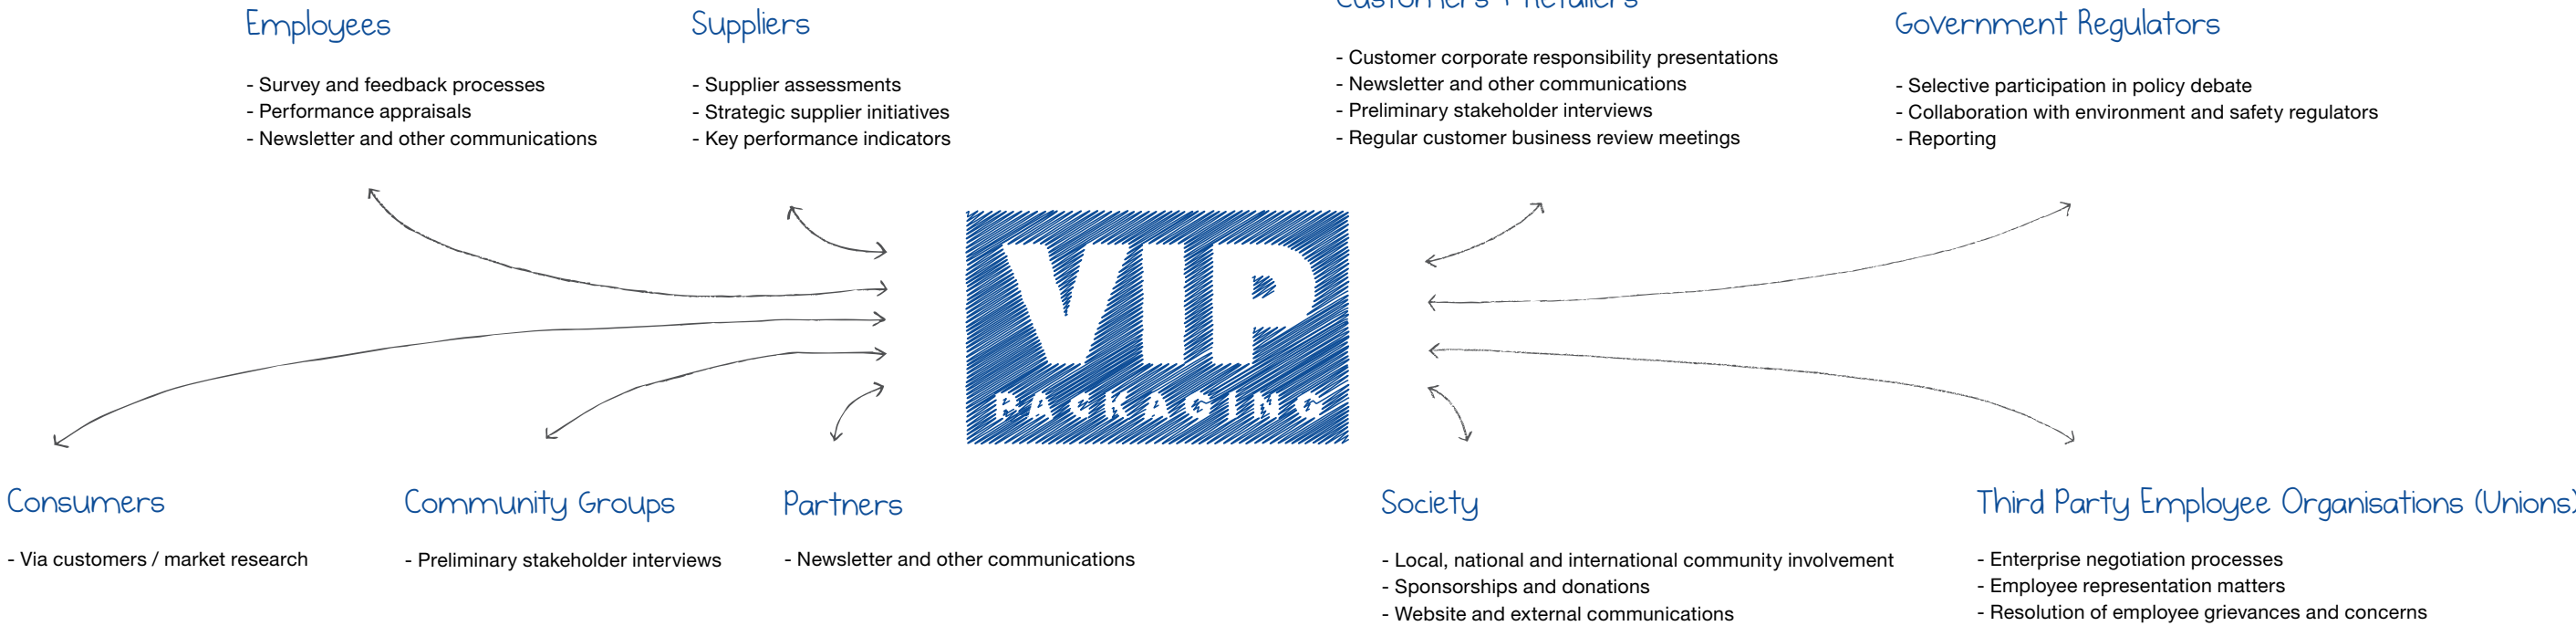 Employees
- Survey and feedback processes
- Performance appraisals
- Newsletter and other communications
Suppliers
- Supplier assessments
- Strategic supplier initiatives
- Key performance indicators
Customers + Retailers
- Customer corporate responsibility presentations
- Newsletter and other communications
- Preliminary stakeholder interviews
- Regular customer business review meetings
Government Regulators
- Selective participation in policy debate
- Collaboration with environment and safety regulators
- Reporting
VIP
PACKAGING
Consumers
- Via customers / market research
Community Groups
- Preliminary stakeholder interviews
Partners
- Newsletter and other communications
Society
- Local, national and international community involvement
- Sponsorships and donations
- Website and external communications
Third Party Employee Organisations (Unions)
- Enterprise negotiation processes
- Employee representation matters
- Resolution of employee grievances and concerns